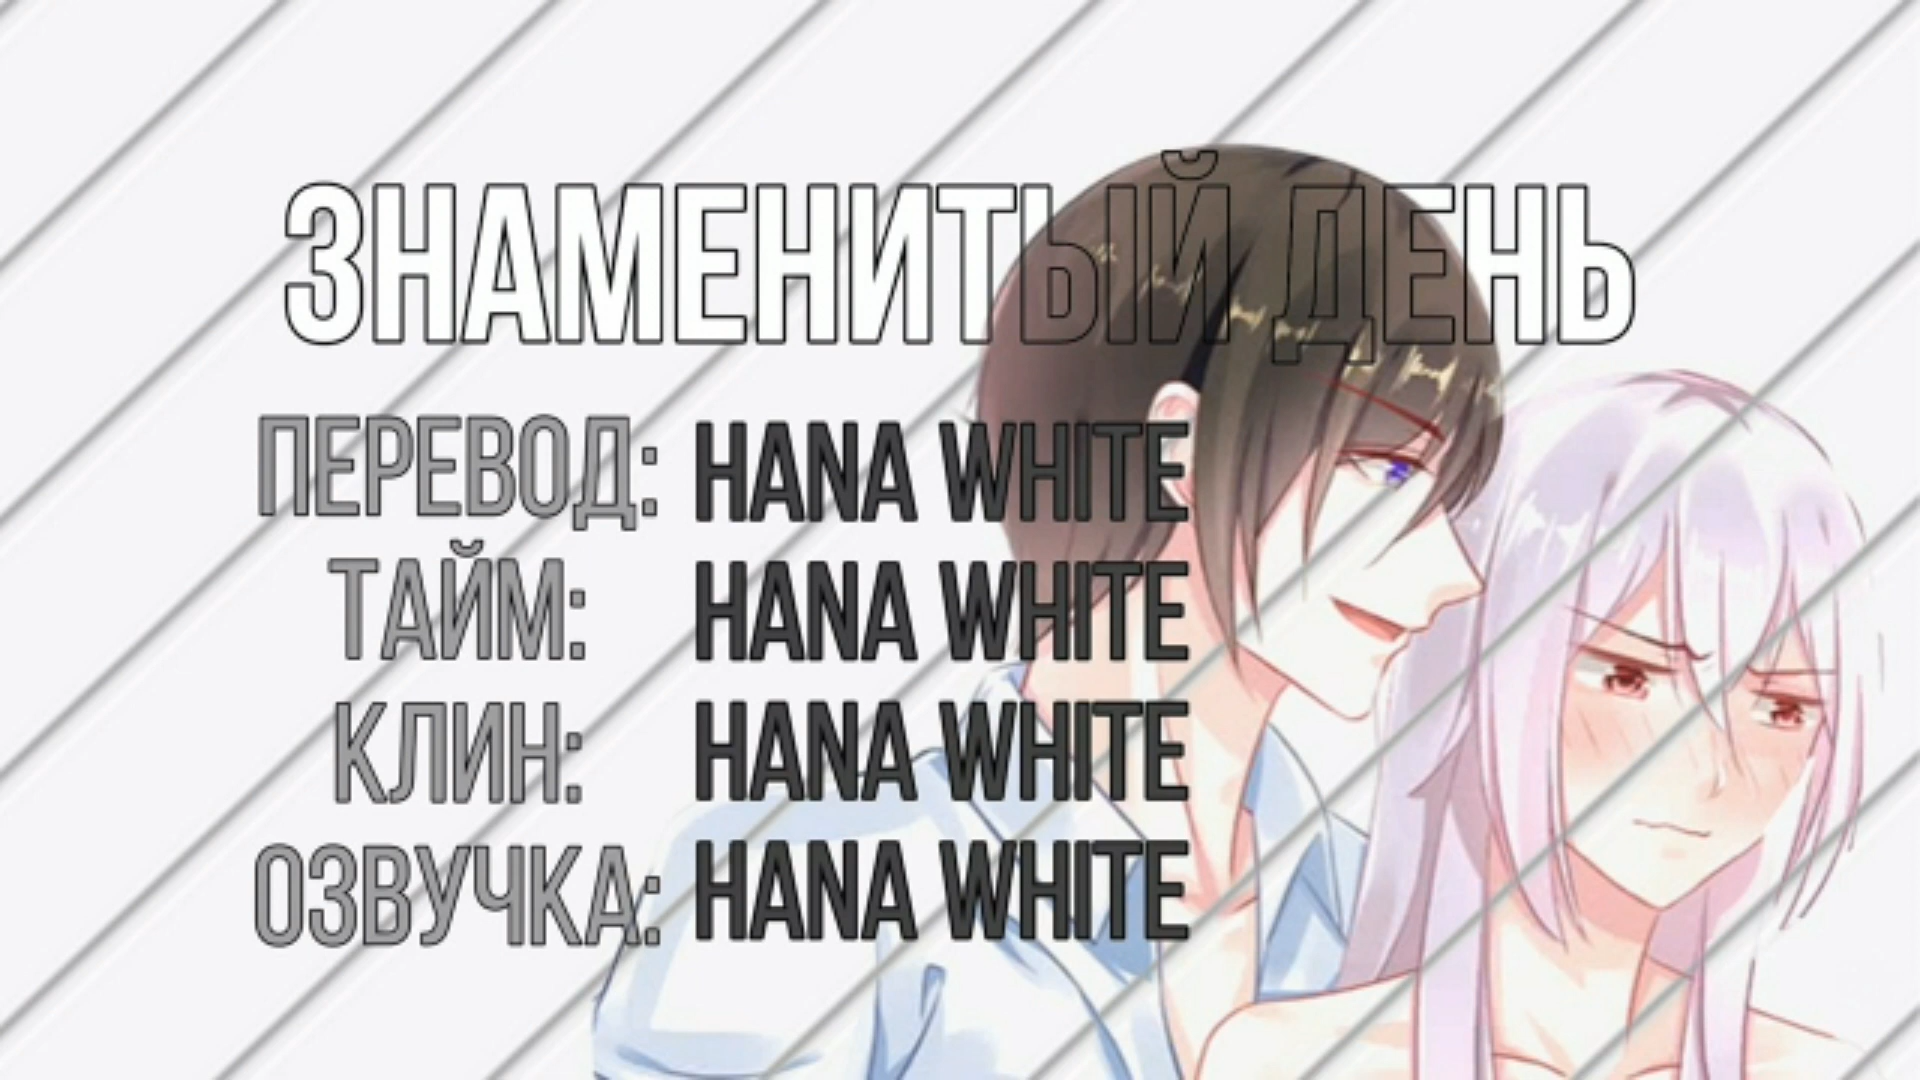 ЗНАМЕНИТЫЙ ДЕНЬ
ПЕРЕВОД: HANA WHITE
ТАЙМ: HANA WHITE
КЛИН: HANA WHITE
ОЗВУЧКА: HANA WHITE